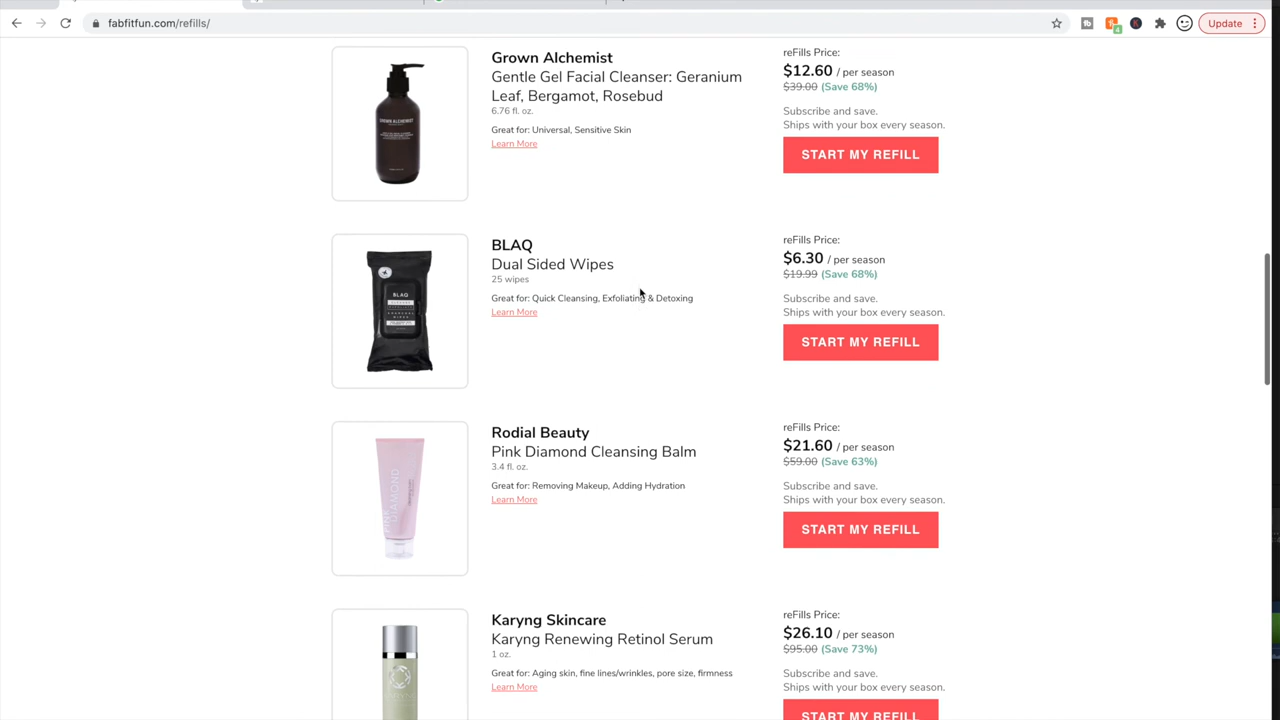 fabfitfun.com/refills/
Update
Grown Alchemist
Gentle Gel Facial Cleanser: Geranium
Leaf, Bergamot, Rosebud
6.76 fl. oz.
Great for: Universal, Sensitive Skin
Learn More
reFills Price:
$12.60 / per season
$39.00 (Save 68%)
Subscribe and save.
Ships with your box every season.
START MY REFILL
GROWN ALCHEMIST
BLAQ
Dual Sided Wipes
25 wipes
Great for: Quick Cleansing, Exfoliating & Detoxing
Learn More
reFills Price:
$6.30 / per season
$19.99 (Save 68%)
Subscribe and save.
Ships with your box every season.
START MY REFILL
BLAQ
Rodial Beauty
Pink Diamond Cleansing Balm
3.4 fl. oz.
Great for: Removing Makeup, Adding Hydration
Learn More
reFills Price:
$21.60 / per season
$59.00 (Save 63%)
Subscribe and save.
Ships with your box every season.
START MY REFILL
PINK DIAMOND
Karyng Skincare
Karyng Renewing Retinol Serum
1 oz.
Great for: Aging skin, fine lines/wrinkles, pore size, firmness
Learn More
reFills Price:
$26.10 / per season
$95.00 (Save 73%)
Subscribe and save.
Ships with your box every season.
START MY REFILL